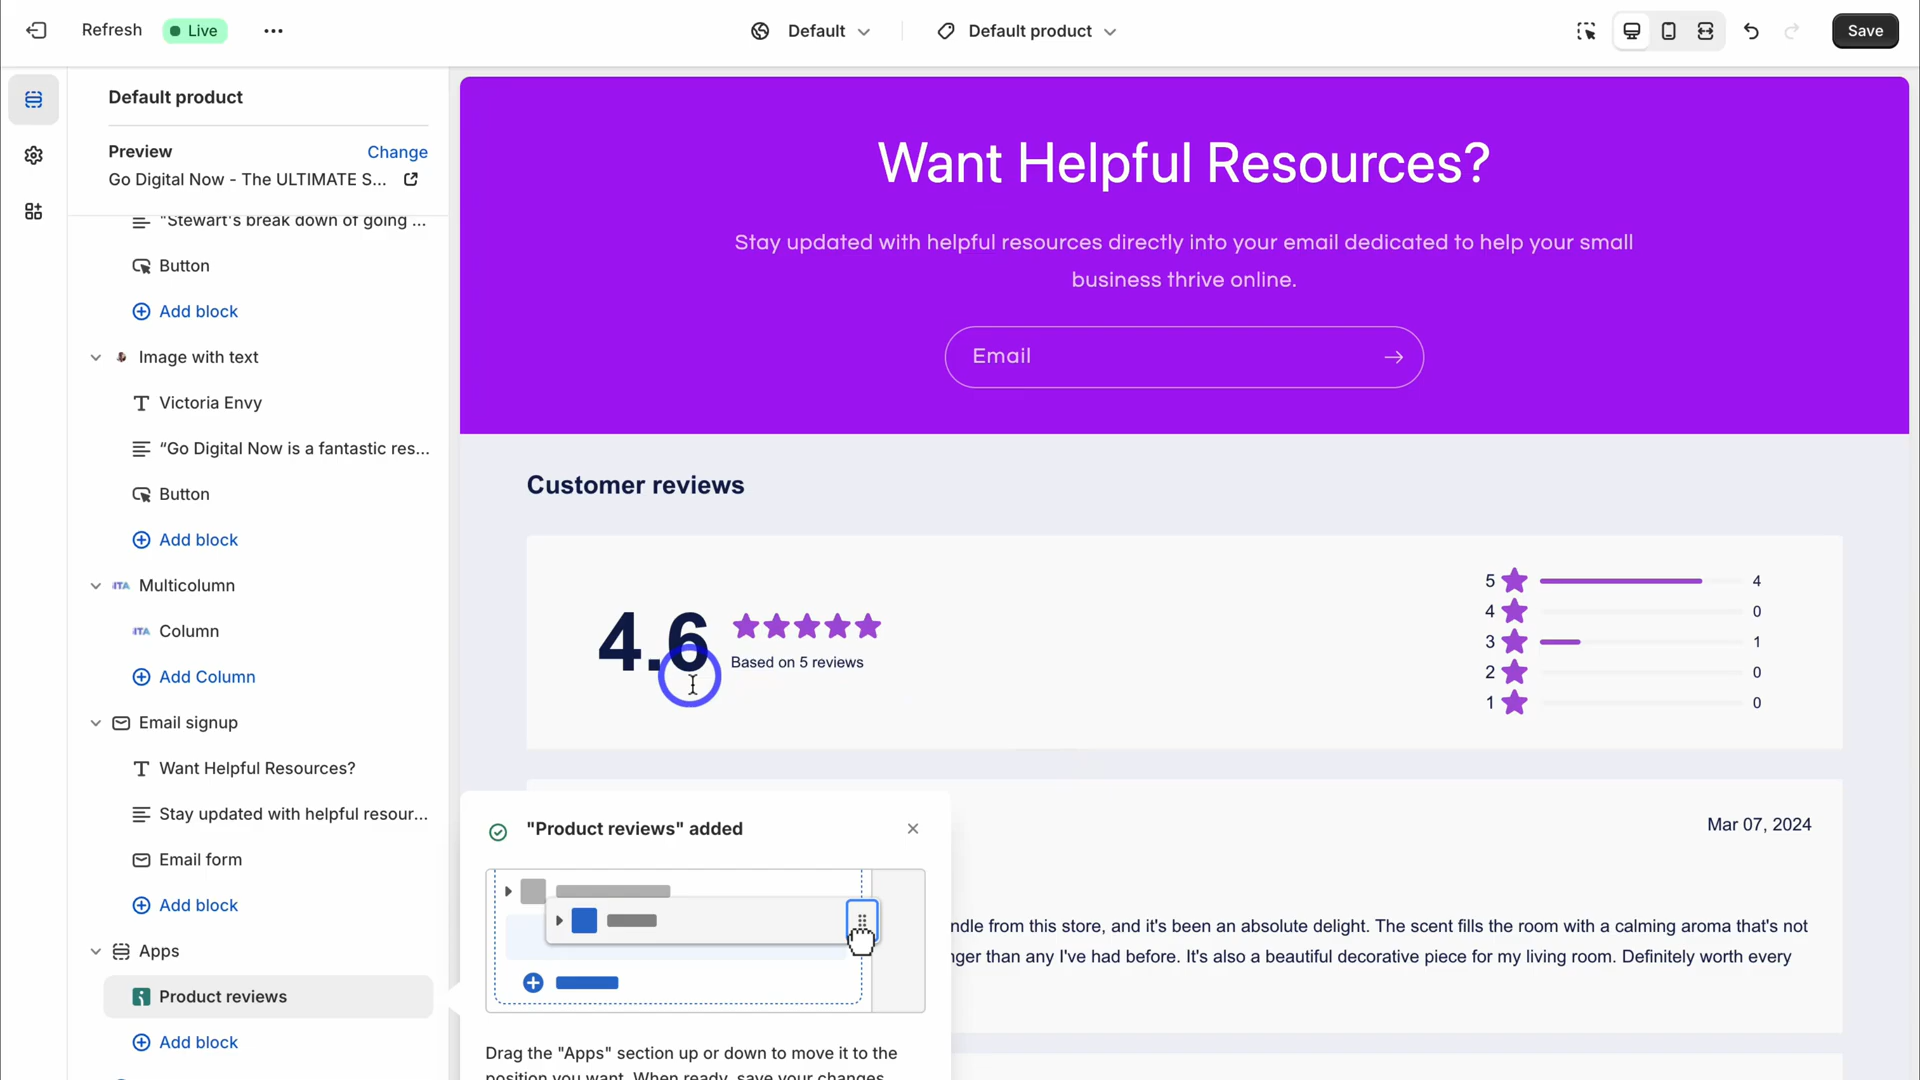 Refresh
Live
Default
Default product
Save
Default product
Preview
Change
Go Digital Now - The ULTIMATE S...
"Stewart's break down of going ...
Button
Add block
Image with text
Victoria Envy
“Go Digital Now is a fantastic res...
Button
Add block
Multicolumn
Column
Add Column
Email signup
Want Helpful Resources?
Stay updated with helpful resour...
Email form
Add block
Apps
Product reviews
Add block
Want Helpful Resources?
Stay updated with helpful resources directly into your email dedicated to help your small
business thrive online.
Email
Customer reviews
4.6
Based on 5 reviews
5 4
4 0
3 1
2 0
1 0
"Product reviews" added
Drag the "Apps" section up or down to move it to the
position you want. When ready, save your changes
Mar 07, 2024
ndle from this store, and it's been an absolute delight. The scent fills the room with a calming aroma that's not
nger than any I've had before. It's also a beautiful decorative piece for my living room. Definitely worth every